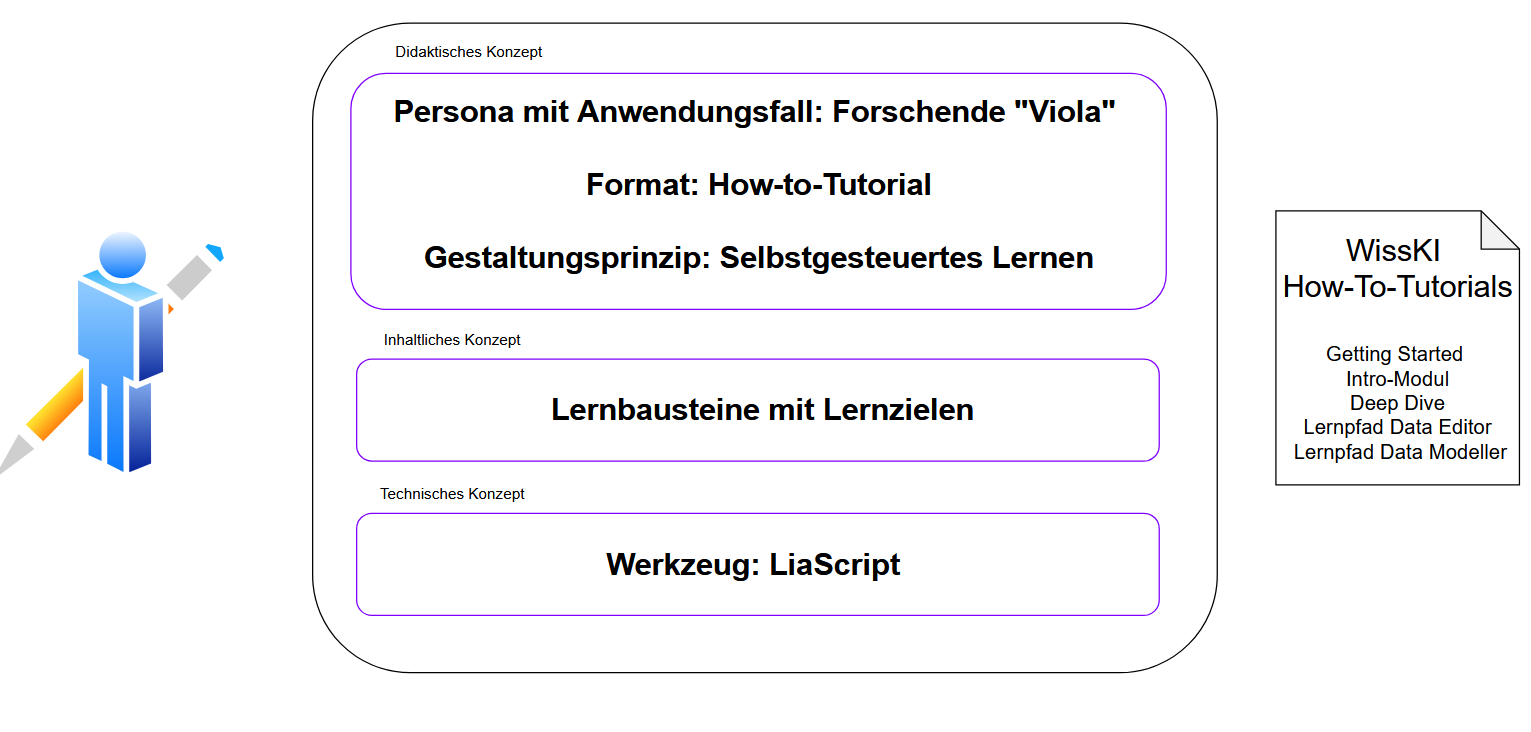 Didaktisches Konzept
Persona mit Anwendungsfall: Forschende "Viola"
Format: How-to-Tutorial
Gestaltungsprinzip: Selbstgesteuertes Lernen
Inhaltliches Konzept
Lernbausteine mit Lernzielen
Technisches Konzept
Werkzeug: LiaScript
WissKI
How-To-Tutorials
Getting Started
Intro-Modul
Deep Dive
Lernpfad Data Editor
Lernpfad Data Modeller